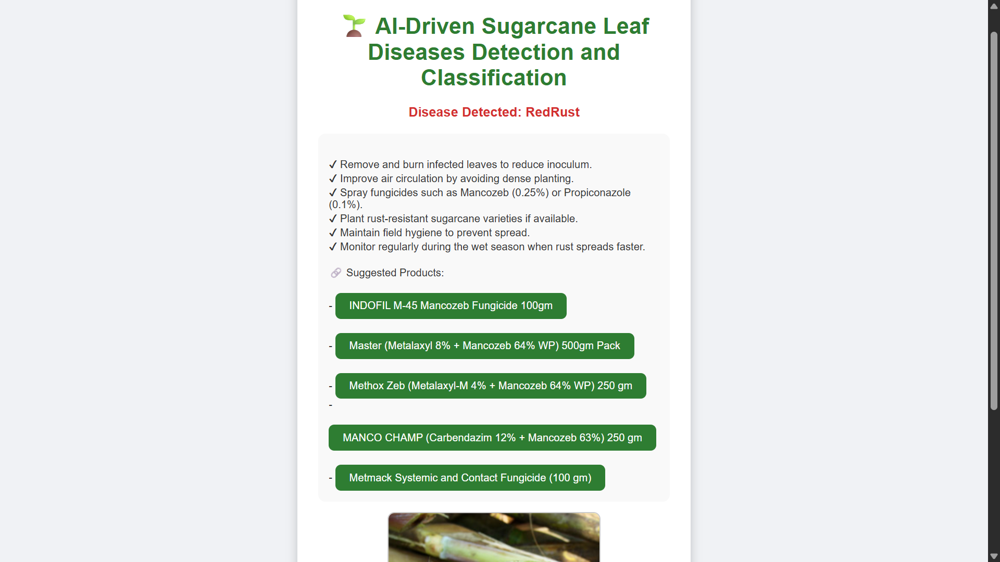 AI-Driven Sugarcane Leaf
Diseases Detection and
Classification
Disease Detected: RedRust
✓ Remove and burn infected leaves to reduce inoculum.
✓ Improve air circulation by avoiding dense planting.
✓ Spray fungicides such as Mancozeb (0.25%) or Propiconazole
(0.1%).
✓ Plant rust-resistant sugarcane varieties if available.
✓ Maintain field hygiene to prevent spread.
✓ Monitor regularly during the wet season when rust spreads faster.
🔗 Suggested Products:
- INDOFIL M-45 Mancozeb Fungicide 100gm
- Master (Metalaxyl 8% + Mancozeb 64% WP) 500gm Pack
- Methox Zeb (Metalaxyl-M 4% + Mancozeb 64% WP) 250 gm
-
MANCO CHAMP (Carbendazim 12% + Mancozeb 63%) 250 gm
- Metmack Systemic and Contact Fungicide (100 gm)